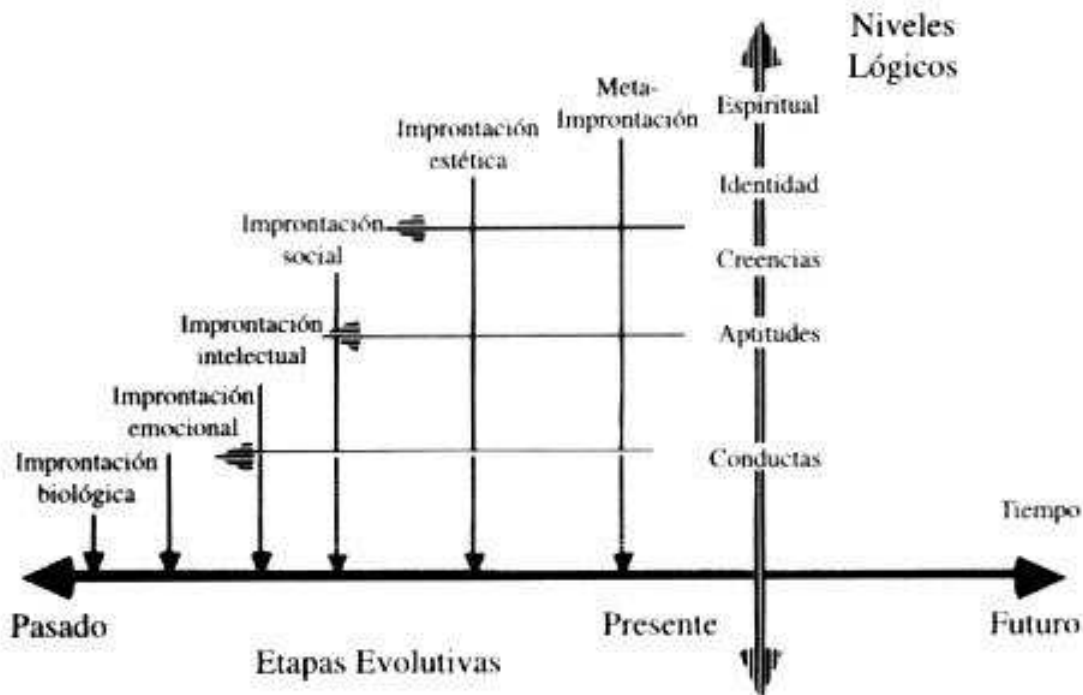 Niveles
Lógicos
Meta-
Improntación
Espiritual
Improntación
estética
Identidad
Improntación
social
Creencias
Improntación
intelectual
Aptitudes
Improntación
emocional
Improntación
biológica
Conductas
Tiempo
Pasado
Presente
Futuro
Etapas Evolutivas